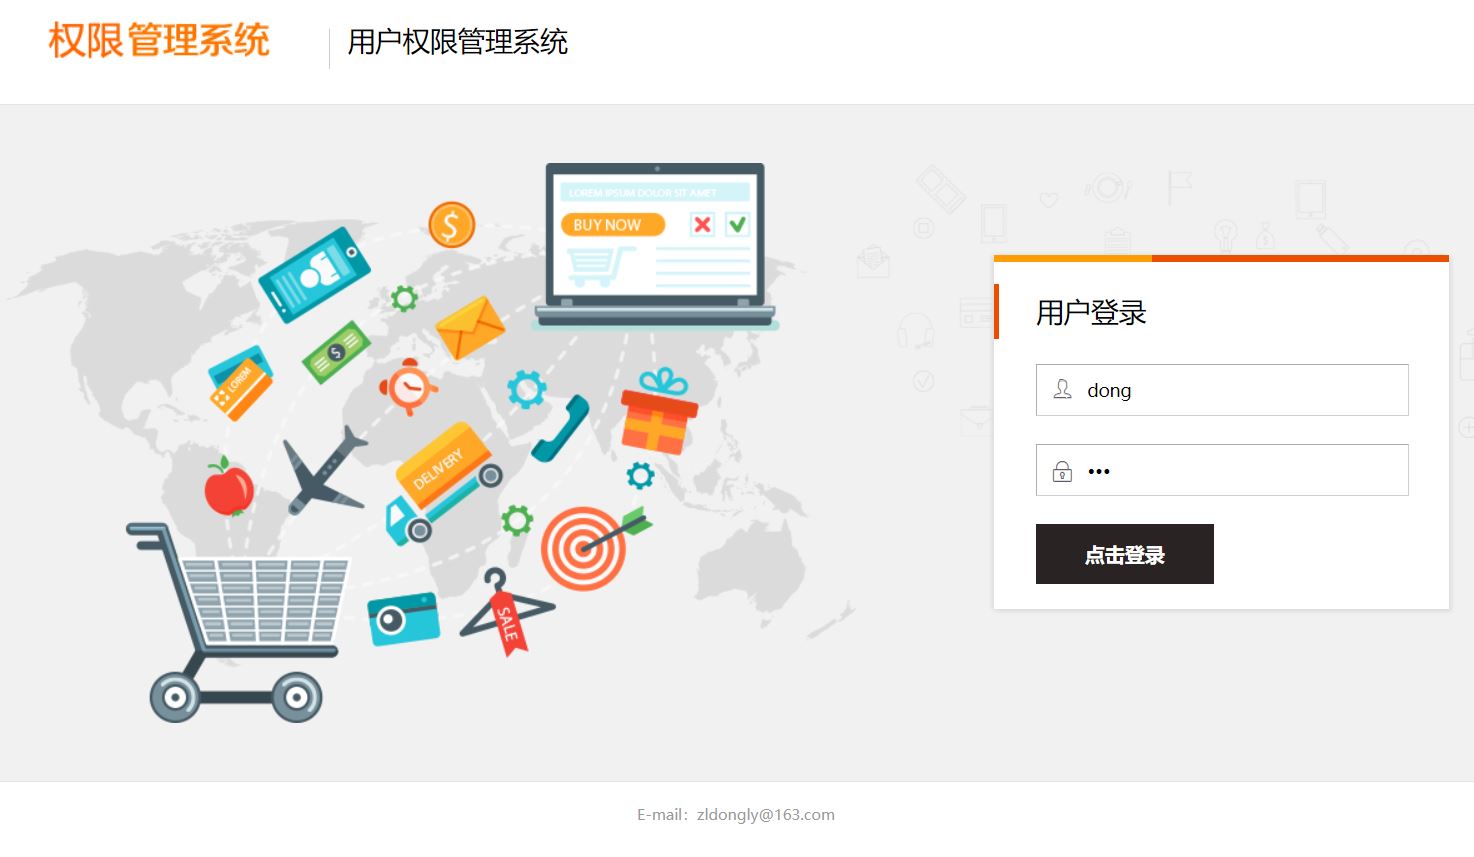 权限管理系统
用户权限管理系统
LOREM IPSUM DOLOR SIT AMET
BUY NOW
LOREM
DELIVERY
SALE
用户登录
dong
•••
点击登录
E-mail：zldongly@163.com